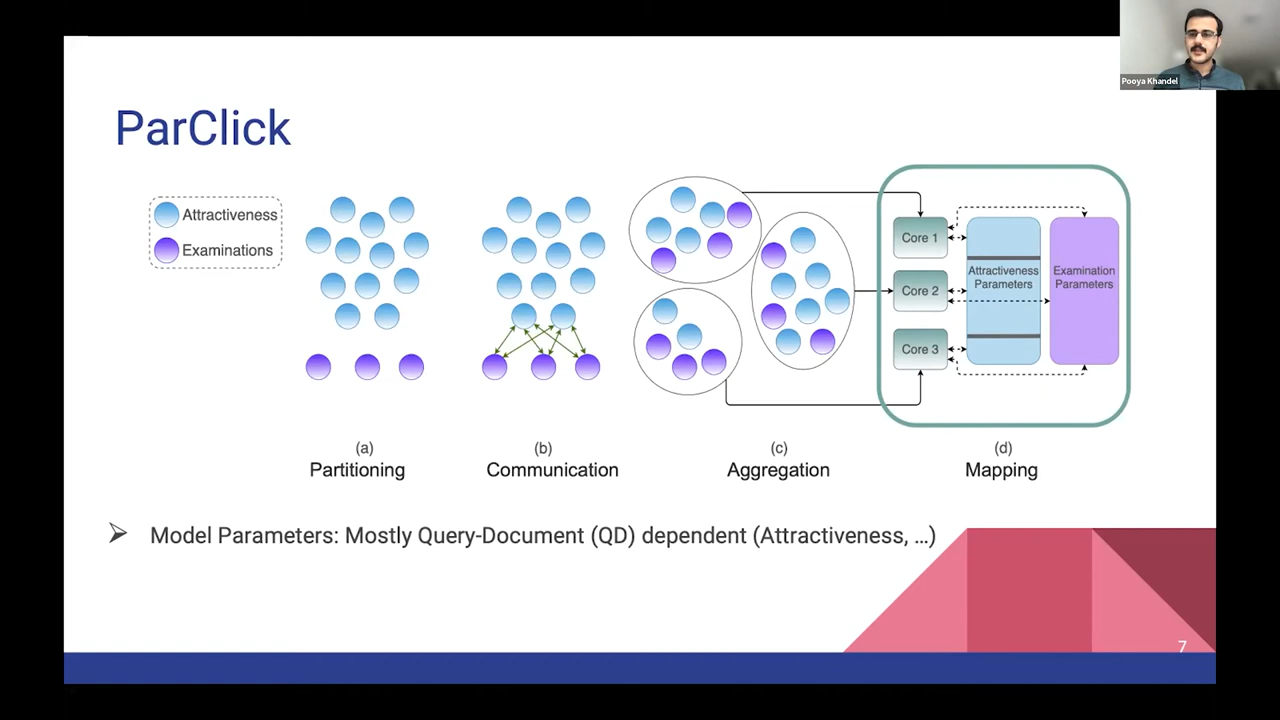 Pooya Khandel
ParClick
Attractiveness
Examinations
Core 1
Core 2
Core 3
Attractiveness
Parameters
Examination
Parameters
(a)
Partitioning
(b)
Communication
(c)
Aggregation
(d)
Mapping
➢ Model Parameters: Mostly Query-Document (QD) dependent (Attractiveness, ...)
7